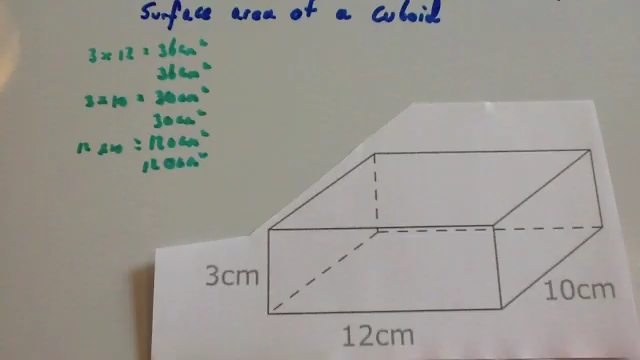 Surface area of a cuboid
3 x 12 = 36cm²
36cm²
3 x 10 = 30cm²
30cm²
12 x 10 = 120cm²
120cm²
3cm
10cm
12cm